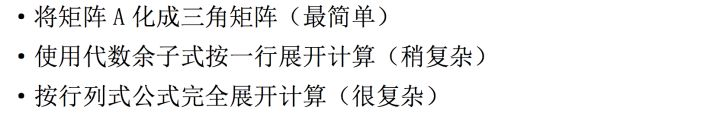 • 将矩阵 A 化成三角矩阵（最简单）
• 使用代数余子式按一行展开计算（稍复杂）
• 按行列式公式完全展开计算（很复杂）